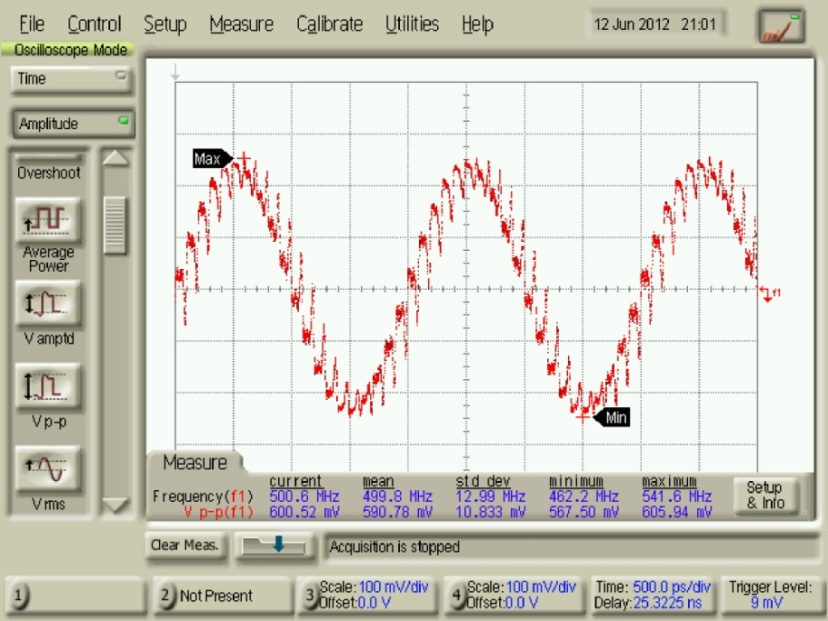 File Control Setup Measure Calibrate Utilities Help 12 Jun 2012 21:01
Oscilloscope Mode
Time
Amplitude
Overshoot
Average
Power
V amptd
V p-p
V rms
Max
f1
Min
Measure
current mean std dev minimum maximum
Frequency(f1) 500.6 MHz 499.8 MHz 12.99 MHz 462.2 MHz 541.6 MHz
V p-p(f1) 600.52 mV 590.78 mV 10.833 mV 567.50 mV 605.94 mV
Setup
& Info
Clear Meas. Acquisition is stopped
1
2 Not Present
3 Scale: 100 mV/div
Offset:0.0 V
4 Scale: 100 mV/div
Offset:0.0 V
Time: 500.0 ps/div
Delay:25.3225 ns
Trigger Level:
9 mV